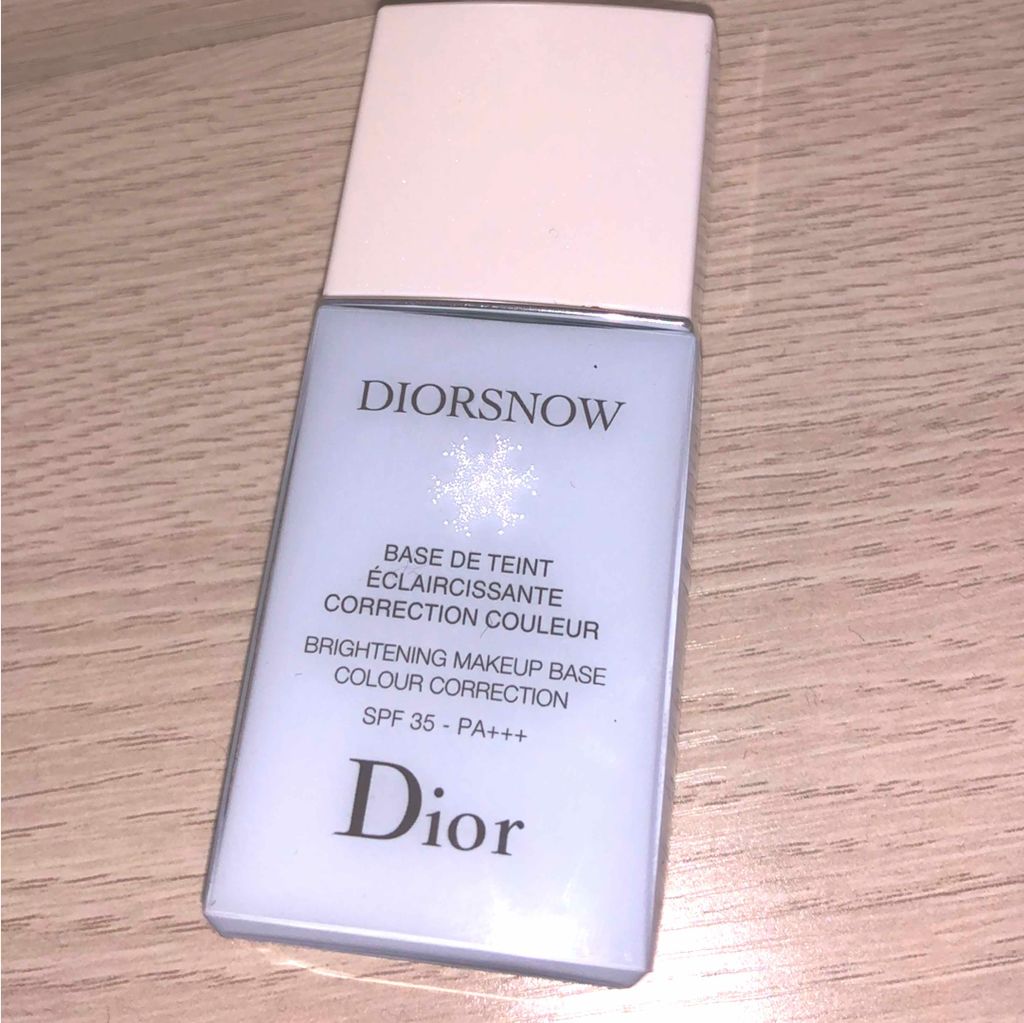 DIORSNOW
BASE DE TEINT
ÉCLAIRCISSANTE
CORRECTION COULEUR
BRIGHTENING MAKEUP BASE
COLOUR CORRECTION
SPF 35 - PA+++
Dior